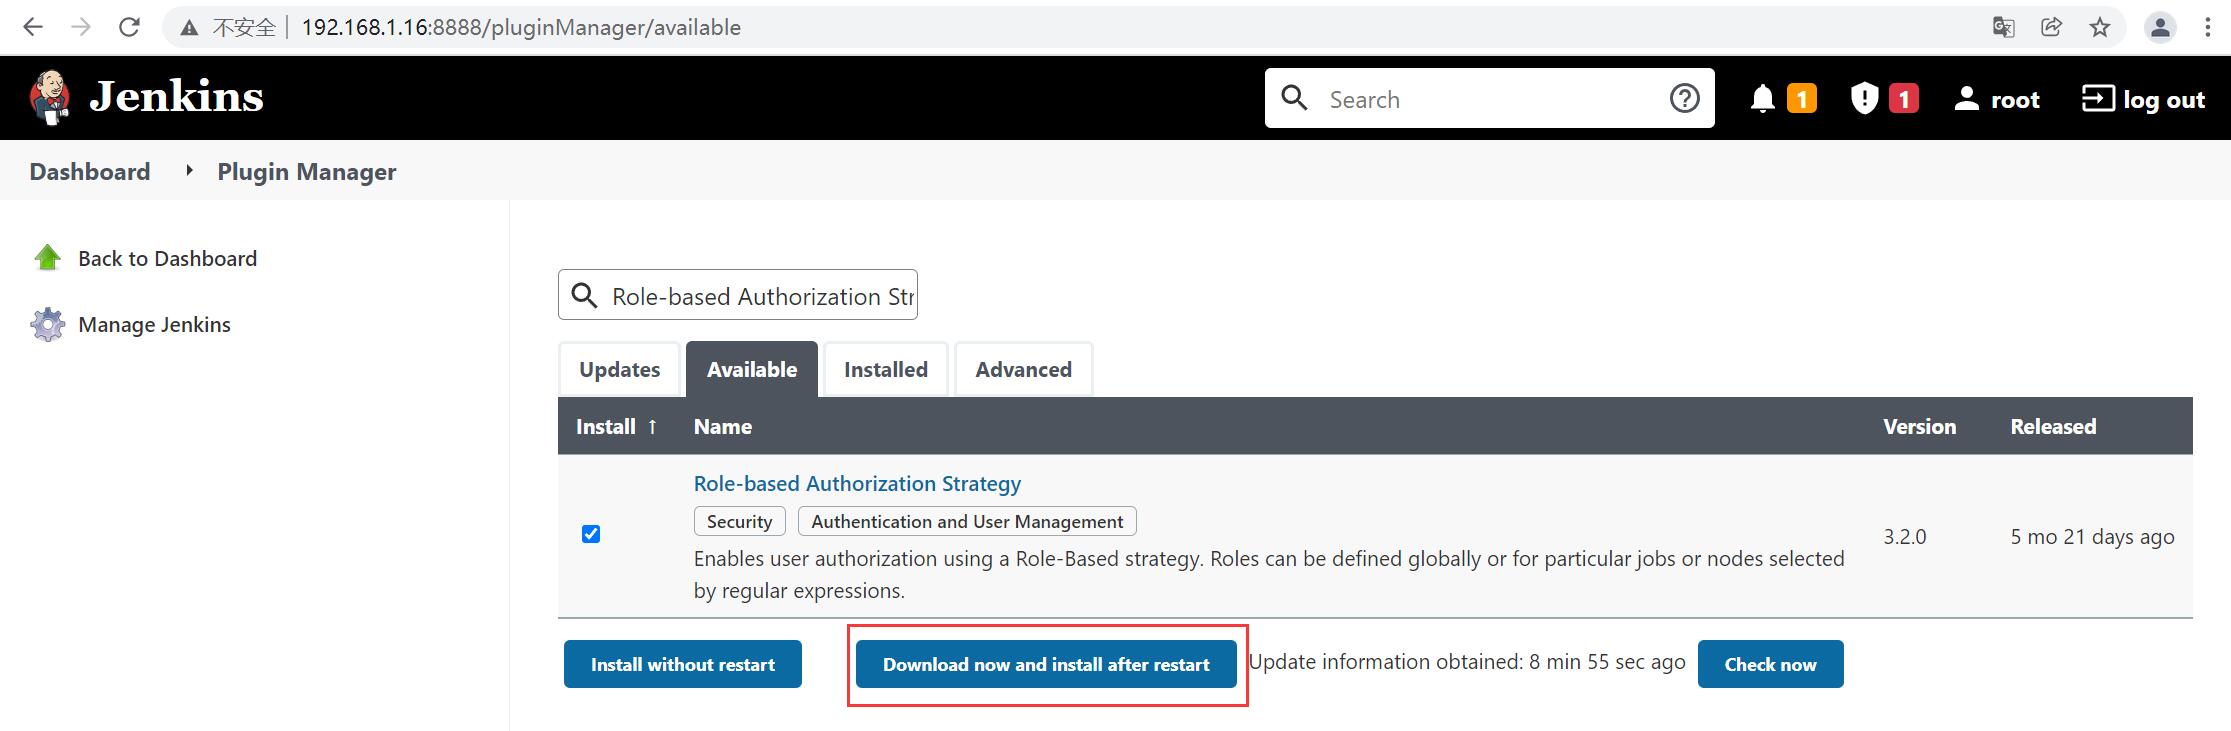 不安全 192.168.1.16:8888/pluginManager/available
Jenkins Search 1 1 root log out
Dashboard Plugin Manager
Back to Dashboard
Manage Jenkins
Role-based Authorization Str
Updates Available Installed Advanced
Install ↑ Name Version Released
Role-based Authorization Strategy
Security Authentication and User Management
Enables user authorization using a Role-Based strategy. Roles can be defined globally or for particular jobs or nodes selected
by regular expressions.
3.2.0 5 mo 21 days ago
Install without restart Download now and install after restart Update information obtained: 8 min 55 sec ago Check now